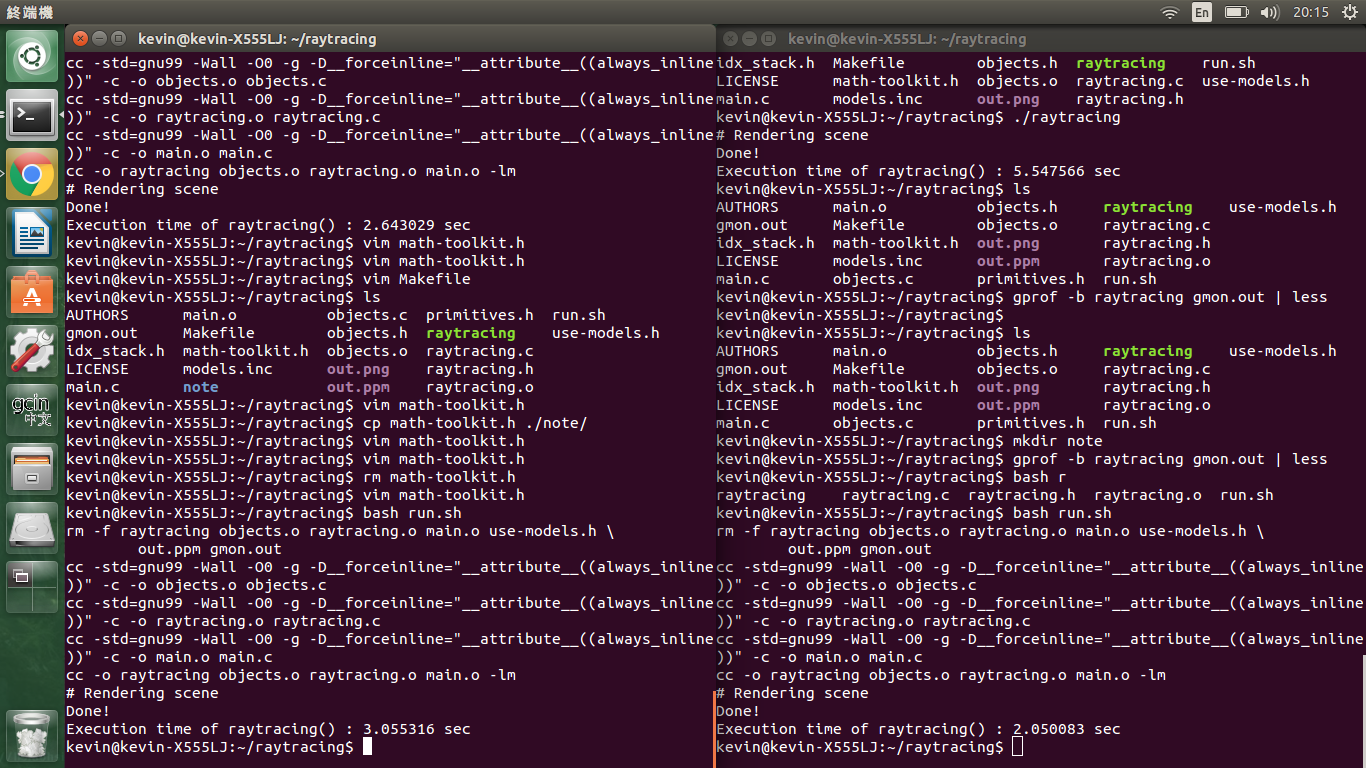 終端機
En
20:15
kevin@kevin-X555LJ: ~/raytracing
cc -std=gnu99 -Wall -O0 -g -D__forceinline="__attribute__((always_inline
))" -c -o objects.o objects.c
cc -std=gnu99 -Wall -O0 -g -D__forceinline="__attribute__((always_inline
))" -c -o raytracing.o raytracing.c
cc -std=gnu99 -Wall -O0 -g -D__forceinline="__attribute__((always_inline
))" -c -o main.o main.c
cc -o raytracing objects.o raytracing.o main.o -lm
# Rendering scene
Done!
Execution time of raytracing() : 2.643029 sec
kevin@kevin-X555LJ:~/raytracing$ vim math-toolkit.h
kevin@kevin-X555LJ:~/raytracing$ vim math-toolkit.h
kevin@kevin-X555LJ:~/raytracing$ vim Makefile
kevin@kevin-X555LJ:~/raytracing$ ls
AUTHORS      main.o          objects.c  primitives.h  run.sh
gmon.out     Makefile        objects.h  raytracing    use-models.h
idx_stack.h  math-toolkit.h  objects.o  raytracing.c
LICENSE      models.inc      out.png    raytracing.h
main.c       note            out.ppm    raytracing.o
kevin@kevin-X555LJ:~/raytracing$ vim math-toolkit.h
kevin@kevin-X555LJ:~/raytracing$ cp math-toolkit.h ./note/
kevin@kevin-X555LJ:~/raytracing$ vim math-toolkit.h
kevin@kevin-X555LJ:~/raytracing$ vim math-toolkit.h
kevin@kevin-X555LJ:~/raytracing$ rm math-toolkit.h
kevin@kevin-X555LJ:~/raytracing$ vim math-toolkit.h
kevin@kevin-X555LJ:~/raytracing$ bash run.sh
rm -f raytracing objects.o raytracing.o main.o use-models.h \
        out.ppm gmon.out
cc -std=gnu99 -Wall -O0 -g -D__forceinline="__attribute__((always_inline
))" -c -o objects.o objects.c
cc -std=gnu99 -Wall -O0 -g -D__forceinline="__attribute__((always_inline
))" -c -o raytracing.o raytracing.c
cc -std=gnu99 -Wall -O0 -g -D__forceinline="__attribute__((always_inline
))" -c -o main.o main.c
cc -o raytracing objects.o raytracing.o main.o -lm
# Rendering scene
Done!
Execution time of raytracing() : 3.055316 sec
kevin@kevin-X555LJ:~/raytracing$
kevin@kevin-X555LJ: ~/raytracing
idx_stack.h  Makefile        objects.h  raytracing    run.sh
LICENSE      math-toolkit.h  objects.o  raytracing.c  use-models.h
main.c       models.inc      out.png    raytracing.h
kevin@kevin-X555LJ:~/raytracing$ ./raytracing
# Rendering scene
Done!
Execution time of raytracing() : 5.547566 sec
kevin@kevin-X555LJ:~/raytracing$ ls
AUTHORS      main.o          objects.h     raytracing    use-models.h
gmon.out     Makefile        objects.o     raytracing.c
idx_stack.h  math-toolkit.h  out.png       raytracing.h
LICENSE      models.inc      out.ppm       raytracing.o
main.c       objects.c       primitives.h  run.sh
kevin@kevin-X555LJ:~/raytracing$ gprof -b raytracing gmon.out | less
kevin@kevin-X555LJ:~/raytracing$
kevin@kevin-X555LJ:~/raytracing$ ls
AUTHORS      main.o          objects.h     raytracing    use-models.h
gmon.out     Makefile        objects.o     raytracing.c
idx_stack.h  math-toolkit.h  out.png       raytracing.h
LICENSE      models.inc      out.ppm       raytracing.o
main.c       objects.c       primitives.h  run.sh
kevin@kevin-X555LJ:~/raytracing$ mkdir note
kevin@kevin-X555LJ:~/raytracing$ gprof -b raytracing gmon.out | less
kevin@kevin-X555LJ:~/raytracing$ bash r
raytracing    raytracing.c  raytracing.h  raytracing.o  run.sh
kevin@kevin-X555LJ:~/raytracing$ bash run.sh
rm -f raytracing objects.o raytracing.o main.o use-models.h \
        out.ppm gmon.out
cc -std=gnu99 -Wall -O0 -g -D__forceinline="__attribute__((always_inline
))" -c -o objects.o objects.c
cc -std=gnu99 -Wall -O0 -g -D__forceinline="__attribute__((always_inline
))" -c -o raytracing.o raytracing.c
cc -std=gnu99 -Wall -O0 -g -D__forceinline="__attribute__((always_inline
))" -c -o main.o main.c
cc -o raytracing objects.o raytracing.o main.o -lm
# Rendering scene
Done!
Execution time of raytracing() : 2.050083 sec
kevin@kevin-X555LJ:~/raytracing$
gcin
中文